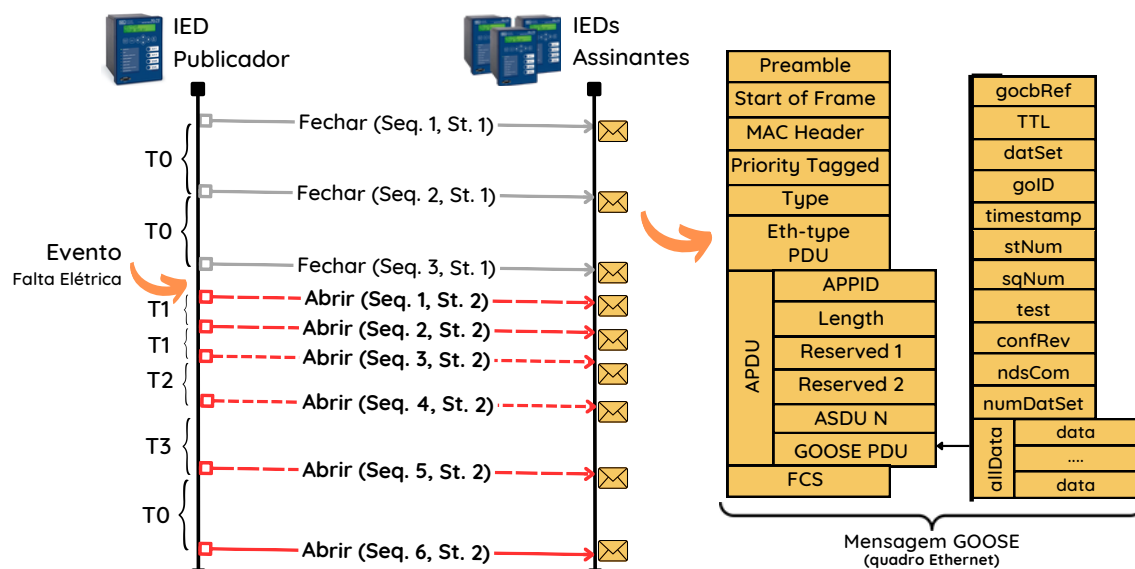 IED
Publicador
IEDs
Assinantes
Fechar (Seq. 1, St. 1)
T0
Fechar (Seq. 2, St. 1)
T0
Fechar (Seq. 3, St. 1)
Evento
Falta Elétrica
Abrir (Seq. 1, St. 2)
T1
Abrir (Seq. 2, St. 2)
T1
Abrir (Seq. 3, St. 2)
T2
Abrir (Seq. 4, St. 2)
T3
Abrir (Seq. 5, St. 2)
T0
Abrir (Seq. 6, St. 2)
Preamble
Start of Frame
MAC Header
Priority Tagged
Type
Eth-type
PDU
APDU
APPID
Length
Reserved 1
Reserved 2
ASDU N
GOOSE PDU
FCS
gocbRef
TTL
datSet
goID
timestamp
stNum
sqNum
test
confRev
ndsCom
numDatSet
allData
data
....
data
Mensagem GOOSE
(quadro Ethernet)